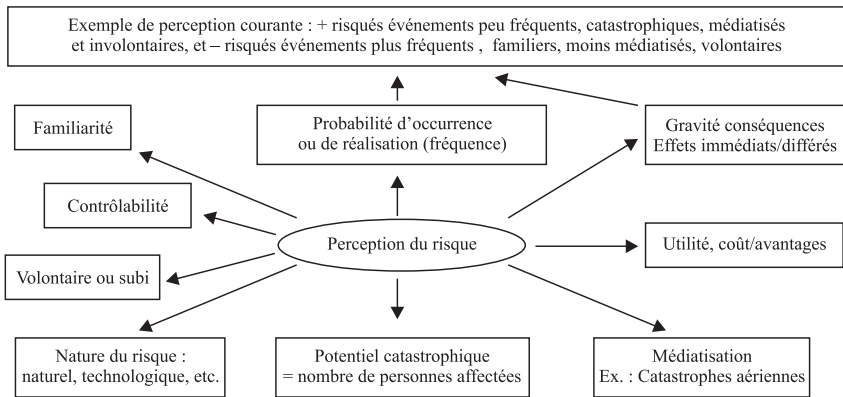 Exemple de perception courante : + risqués événements peu fréquents, catastrophiques, médiatisés
et involontaires, et – risqués événements plus fréquents , familiers, moins médiatisés, volontaires
Familiarité
Probabilité d’occurrence
ou de réalisation (fréquence)
Gravité conséquences
Effets immédiats/différés
Contrôlabilité
Perception du risque
Utilité, coût/avantages
Volontaire ou subi
Nature du risque :
naturel, technologique, etc.
Potentiel catastrophique
= nombre de personnes affectées
Médiatisation
Ex. : Catastrophes aériennes